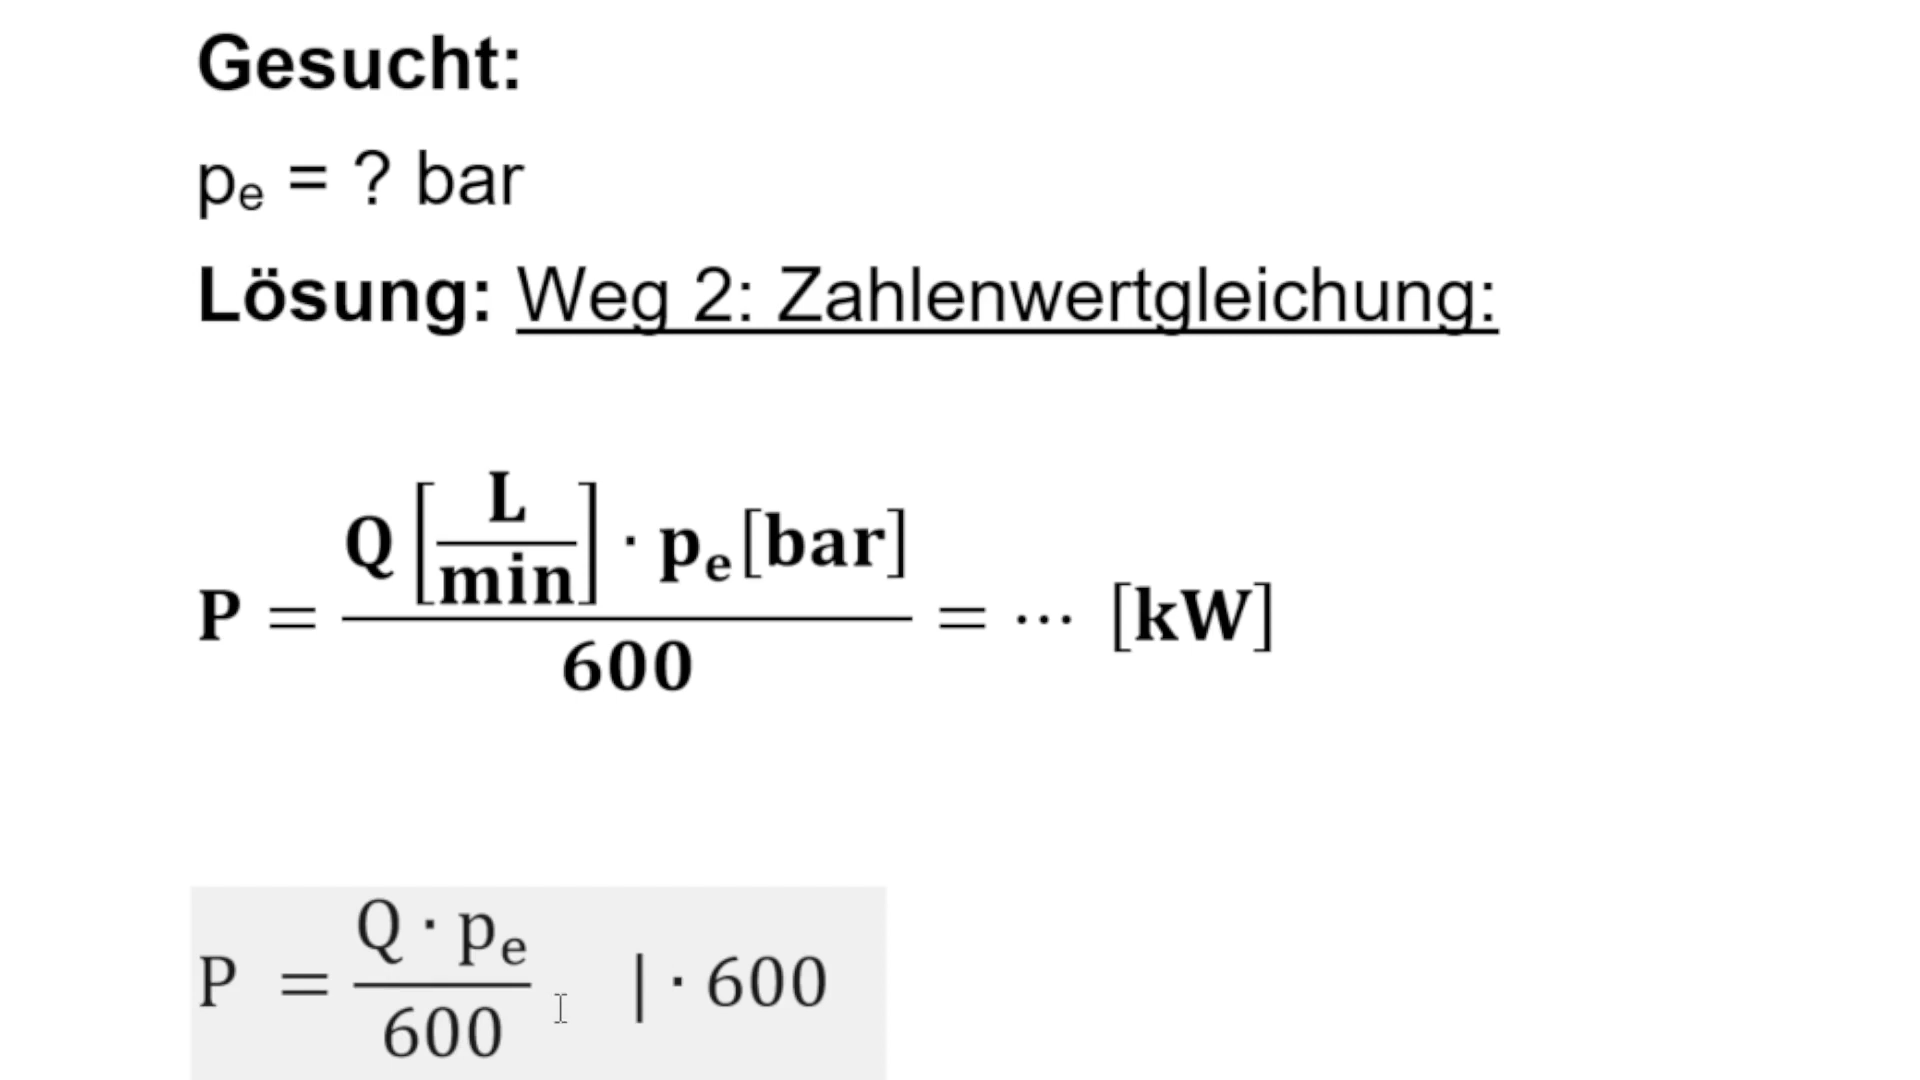 Gesucht:
pₑ = ? bar
Lösung: Weg 2: Zahlenwertgleichung:
P = Q [L/min] · pₑ[bar] / 600 = ⋯ [kW]
P = Q · pₑ / 600 | · 600